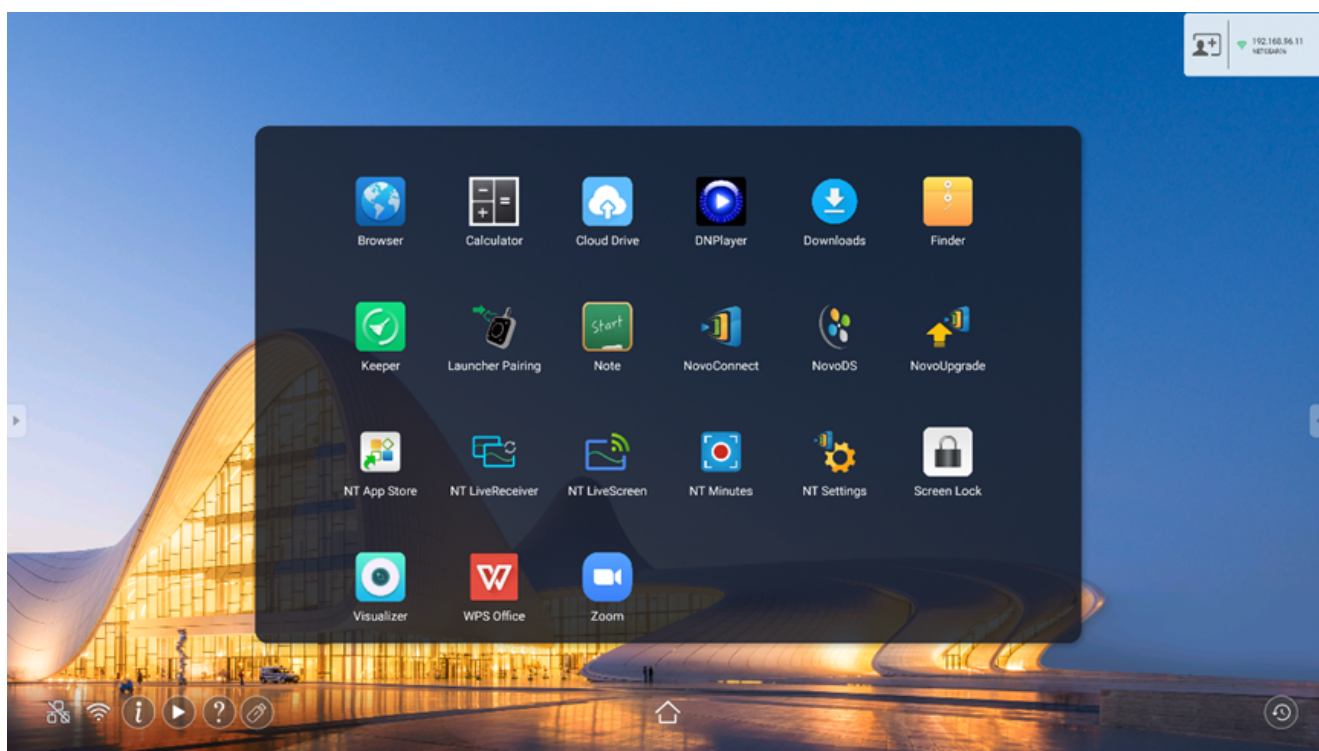 192.168.56.11
Browser
Calculator
Cloud Drive
DNPlayer
Downloads
Finder
Start
Keeper
Launcher Pairing
Note
NovoConnect
NovoDS
NovoUpgrade
NT App Store
NT LiveReceiver
NT LiveScreen
NT Minutes
NT Settings
Screen Lock
Visualizer
WPS Office
Zoom